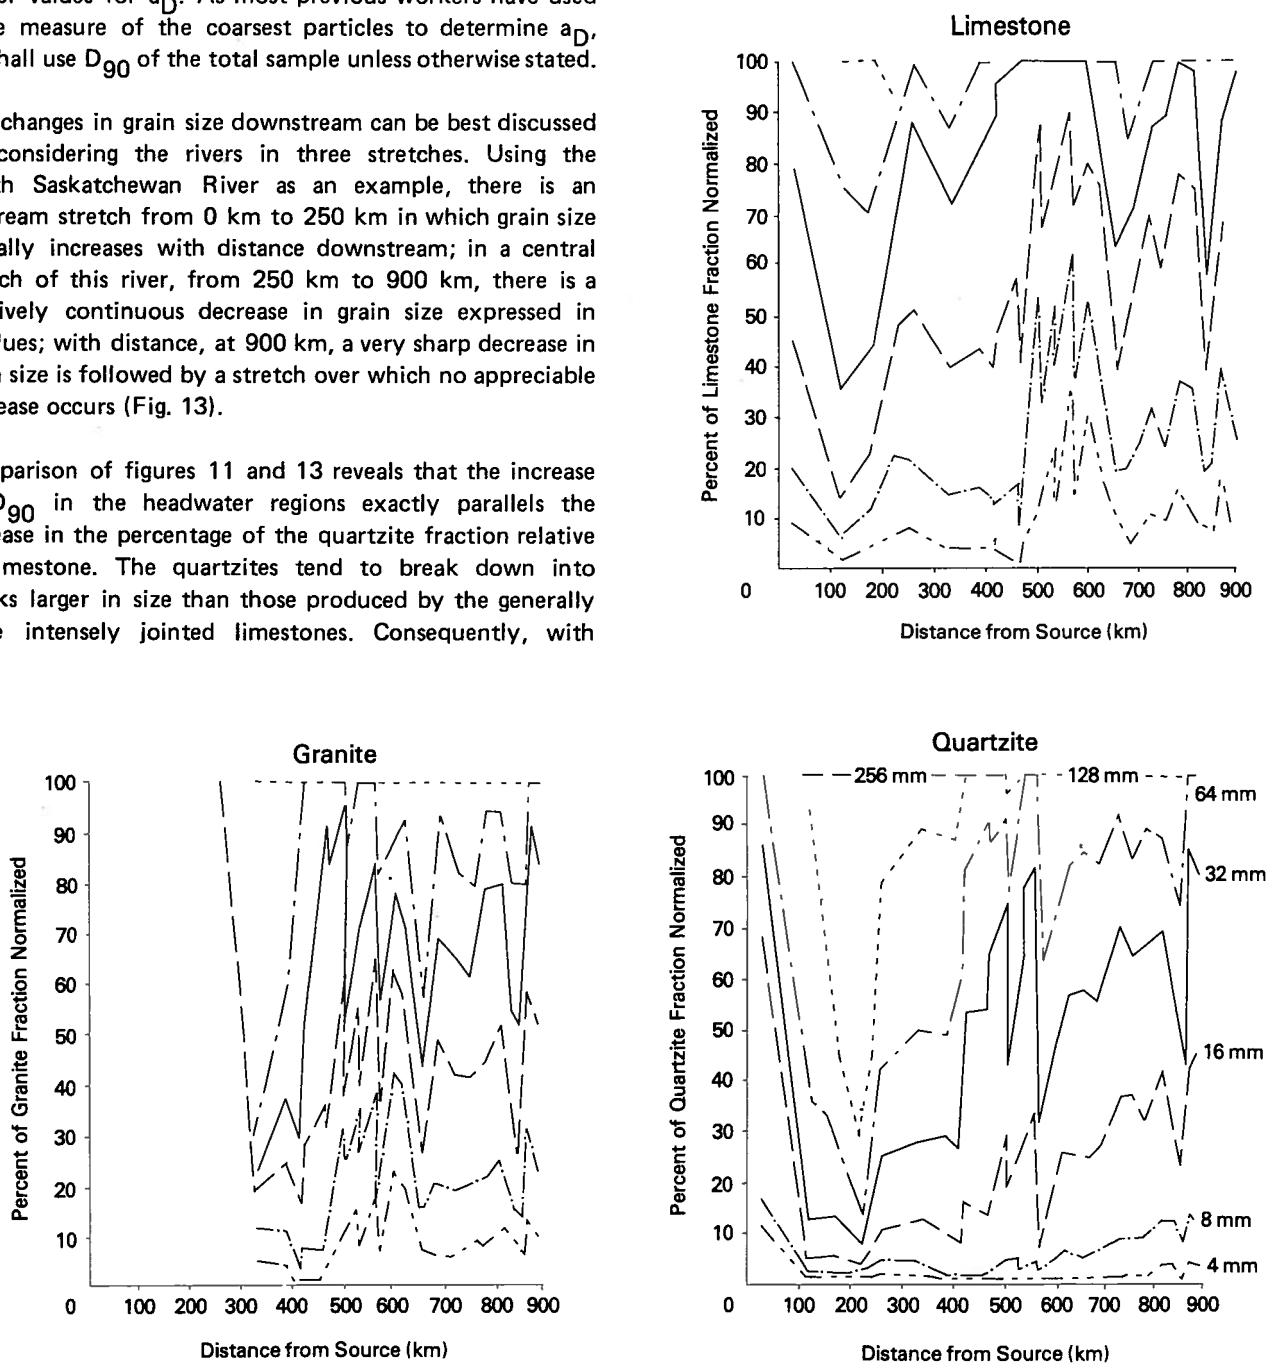 values for aD. As most previous workers have used
measure of the coarsest particles to determine aD,
hall use D90 of the total sample unless otherwise stated.
changes in grain size downstream can be best discussed
considering the rivers in three stretches. Using the
th Saskatchewan River as an example, there is an
ream stretch from 0 km to 250 km in which grain size
ally increases with distance downstream; in a central
ch of this river, from 250 km to 900 km, there is a
ively continuous decrease in grain size expressed in
ues; with distance, at 900 km, a very sharp decrease in
size is followed by a stretch over which no appreciable
ease occurs (Fig. 13).
parison of figures 11 and 13 reveals that the increase
D90 in the headwater regions exactly parallels the
ease in the percentage of the quartzite fraction relative
mestone. The quartzites tend to break down into
ks larger in size than those produced by the generally
e intensely jointed limestones. Consequently, with
Limestone
Percent of Limestone Fraction Normalized
100
90
80
70
60
50
40
30
20
10
0 100 200 300 400 500 600 700 800 900
Distance from Source (km)
Granite
Percent of Granite Fraction Normalized
100
90
80
70
60
50
40
30
20
10
0 100 200 300 400 500 600 700 800 900
Distance from Source (km)
Quartzite
Percent of Quartzite Fraction Normalized
100
90
80
70
60
50
40
30
20
10
256 mm
128 mm
64 mm
32 mm
16 mm
8 mm
4 mm
0 100 200 300 400 500 600 700 800 900
Distance from Source (km)